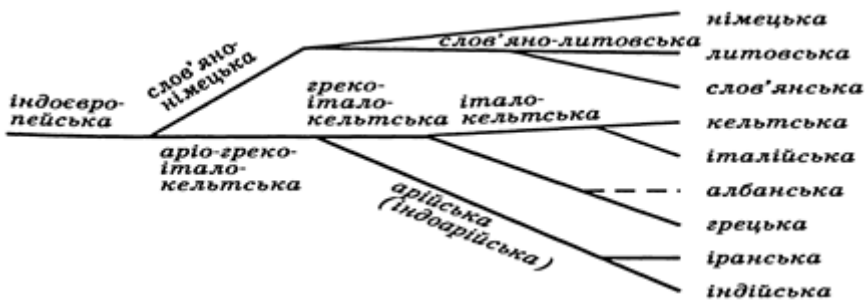 німецька
слов’яно-литовська
литовська
слов’янська
слов’яно-
німецька
індоєвро-
пейська
греко-
італо-
кельтська
італо-
кельтська
кельтська
італійська
аріо-греко-
італо-
кельтська
албанська
грецька
арійська
(індоарійська)
іранська
індійська